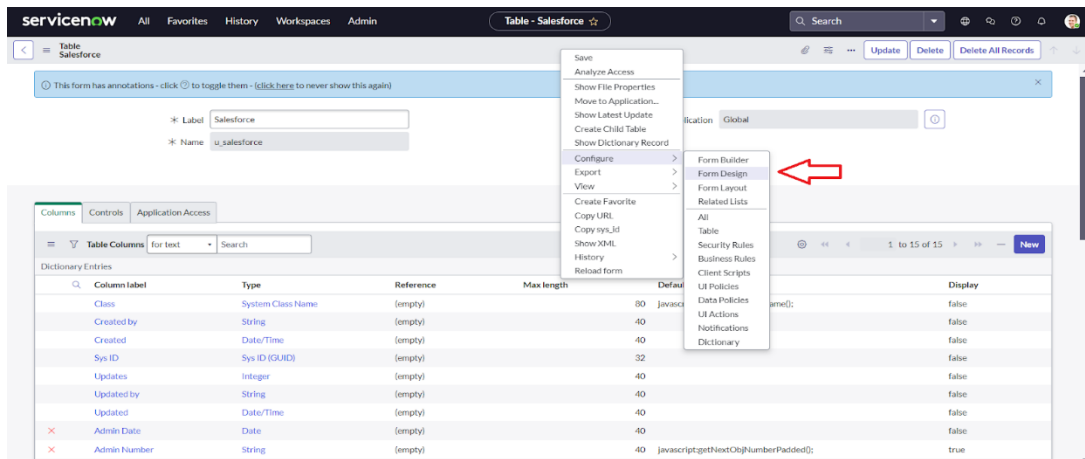 servicenow All Favorites History Workspaces Admin Table - Salesforce Search
Table
Salesforce
Update Delete Delete All Records
This form has annotations - click to toggle them - (click here to never show this again)
Label Salesforce
lication Global
Name u_salesforce
Save
Analyze Access
Show File Properties
Move to Application...
Show Latest Update
Create Child Table
Show Dictionary Record
Configure
Export
View
Create Favorite
Copy URL
Copy sys_id
Show XML
History
Reload form
Form Builder
Form Design
Form Layout
Related Lists
All
Table
Security Rules
Business Rules
Client Scripts
UI Policies
Data Policies
UI Actions
Notifications
Dictionary
Columns Controls Application Access
Table Columns for text Search
1 to 15 of 15 New
Dictionary Entries
Column label Type Reference Max length Defau Display
Class System Class Name (empty) 80 javascr ame(); false
Created by String (empty) 40 false
Created Date/Time (empty) 40 false
Sys ID Sys ID (GUID) (empty) 32 false
Updates Integer (empty) 40 false
Updated by String (empty) 40 false
Updated Date/Time (empty) 40 false
Admin Date Date (empty) 40 false
Admin Number String (empty) 40 javascript:getNextObjNumberPadded(); true